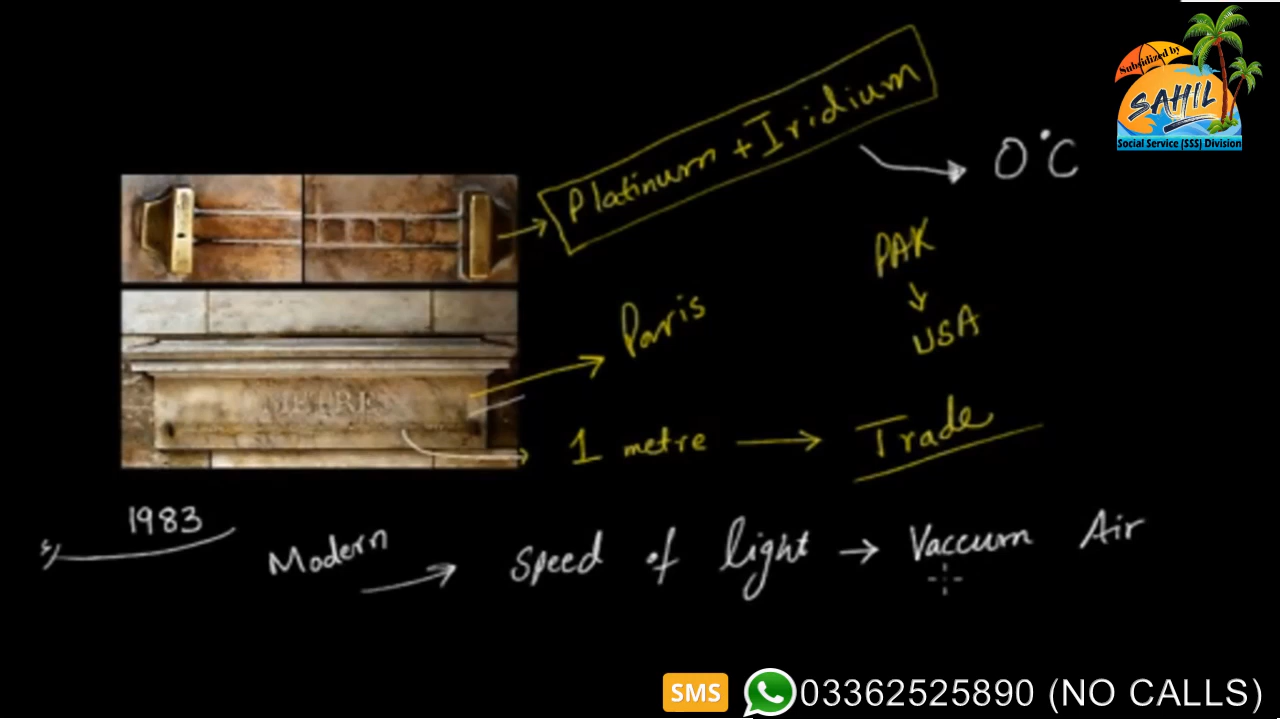 Subsidized by
SAHIL
Social Service (SSS) Division
Platinum + Iridium
0°C
PAK
USA
Paris
METRE
1 metre
Trade
1983
Modern
Speed of light
Vaccum Air
SMS
03362525890 (NO CALLS)